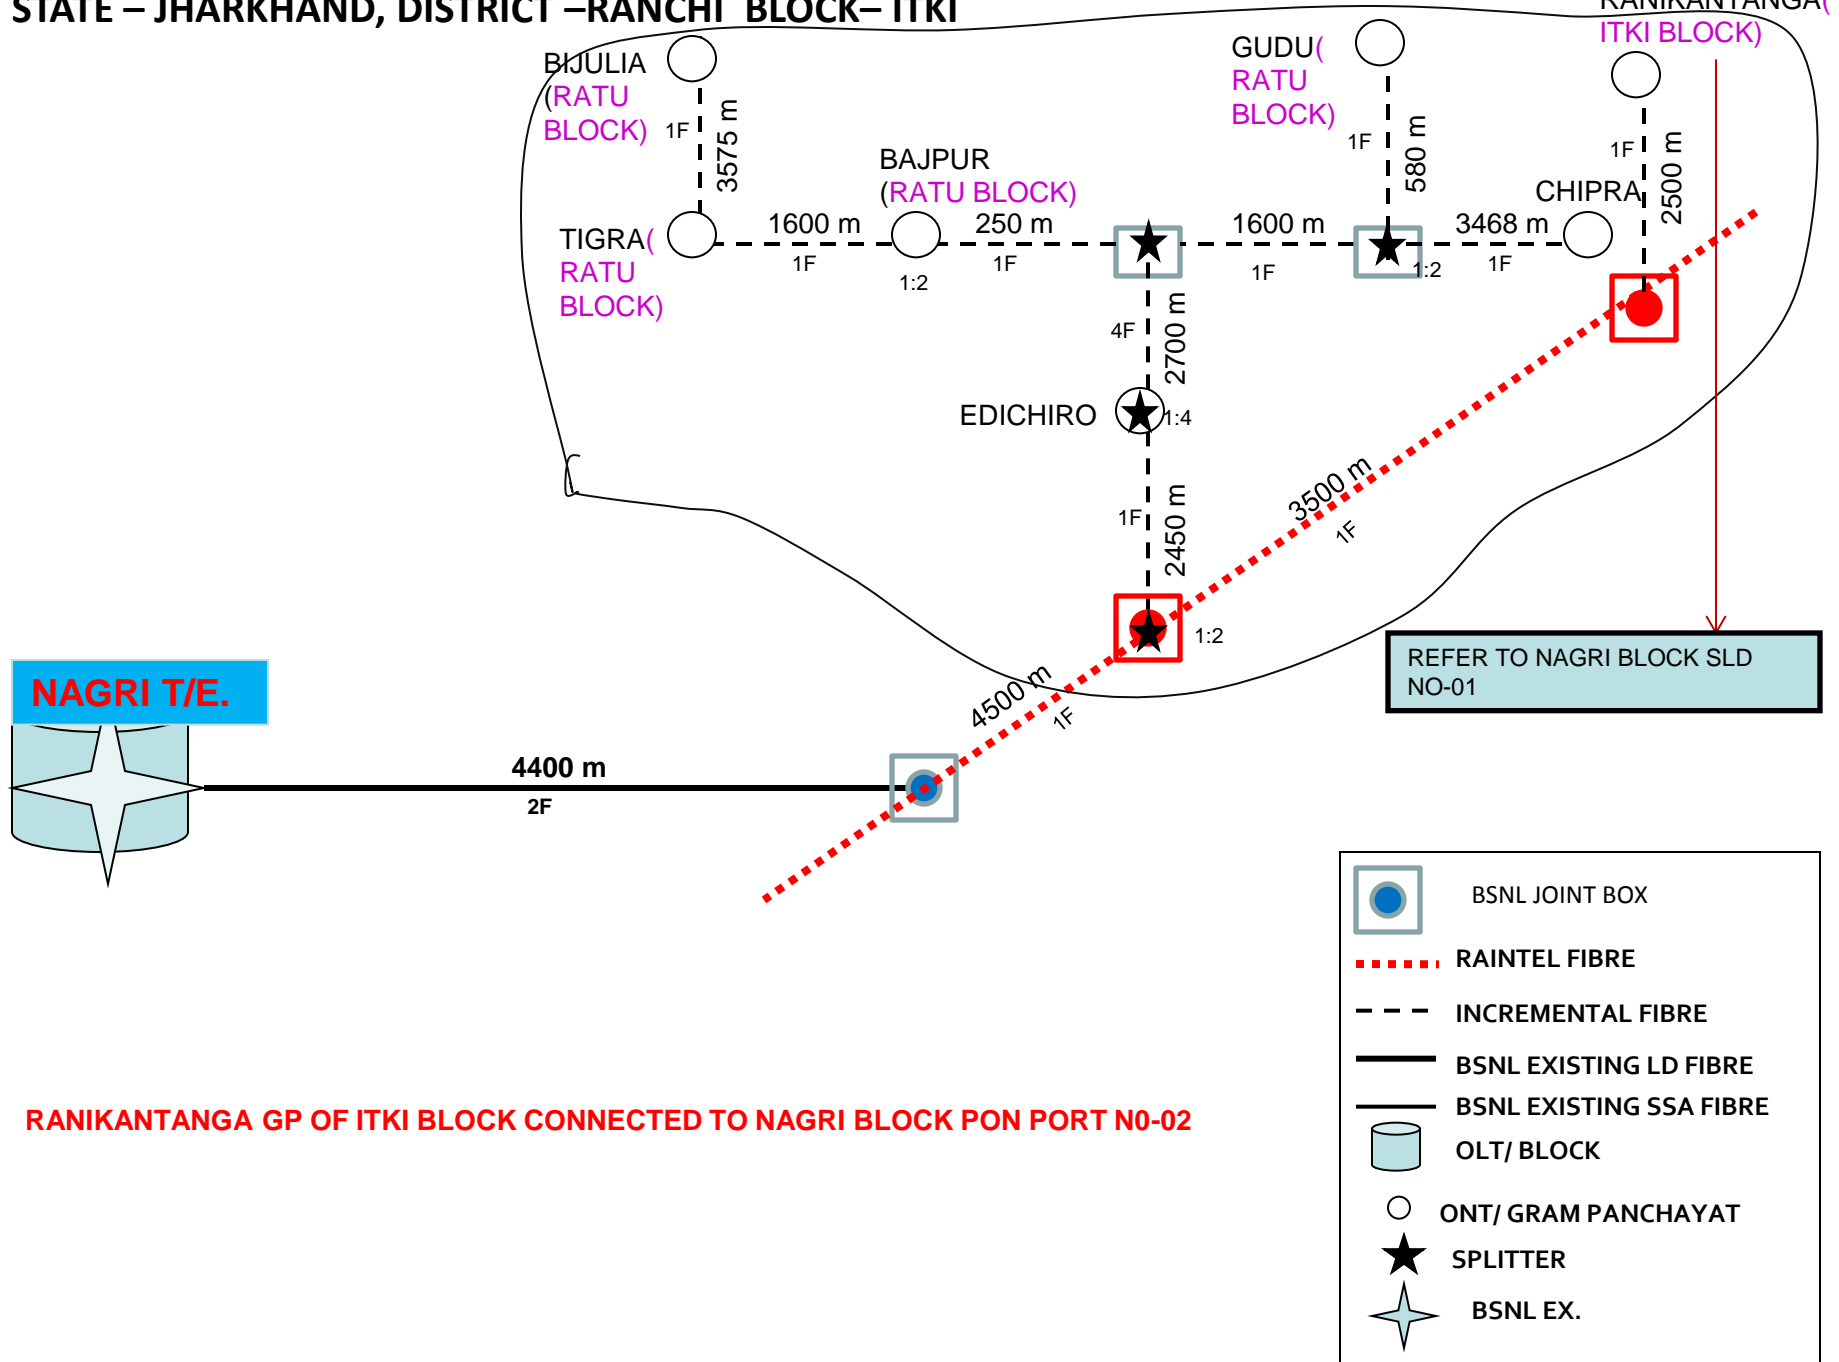 STATE – JHARKHAND, DISTRICT –RANCHI  BLOCK– ITKI
RANIKANTANGA(
ITKI BLOCK)
BIJULIA
(RATU
BLOCK)
1F
3575 m
GUDU(
RATU
BLOCK)
1F
580 m
1F
2500 m
BAJPUR
(RATU BLOCK)
CHIPRA
TIGRA(
RATU
BLOCK)
1600 m
1F
1:2
250 m
1F
1600 m
1F
1:2
3468 m
1F
4F
2700 m
EDICHIRO
1:4
1F
2450 m
3500 m
1F
1:2
4500 m
1F
REFER TO NAGRI BLOCK SLD
NO-01
NAGRI T/E.
4400 m
2F
BSNL JOINT BOX
RAINTEL FIBRE
INCREMENTAL FIBRE
BSNL EXISTING LD FIBRE
BSNL EXISTING SSA FIBRE
OLT/ BLOCK
ONT/ GRAM PANCHAYAT
SPLITTER
BSNL EX.
RANIKANTANGA GP OF ITKI BLOCK CONNECTED TO NAGRI BLOCK PON PORT N0-02